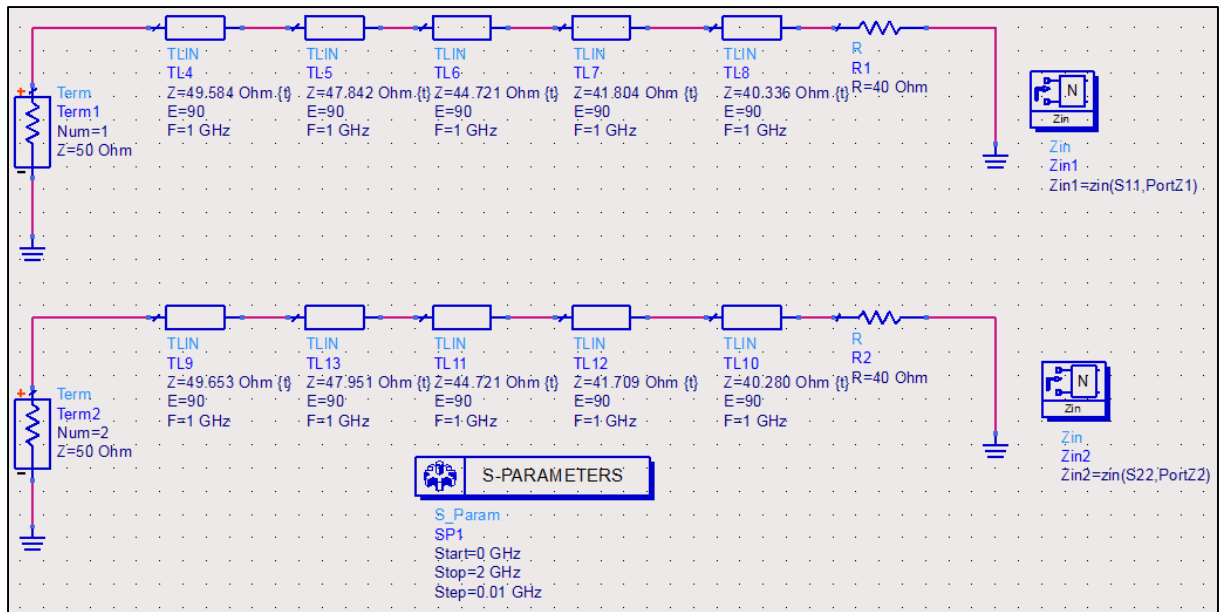 TLIN
TL4
Z=49.584 Ohm {t}
E=90
F=1 GHz
TLIN
TL5
Z=47.842 Ohm {t}
E=90
F=1 GHz
TLIN
TL6
Z=44.721 Ohm {t}
E=90
F=1 GHz
TLIN
TL7
Z=41.804 Ohm {t}
E=90
F=1 GHz
TLIN
TL8
Z=40.336 Ohm {t}
E=90
F=1 GHz
R
R1
R=40 Ohm
+
Term
Term1
Num=1
Z=50 Ohm
-
N
Zin
Zin
Zin1
Zin1=zin(S11,PortZ1)
TLIN
TL9
Z=49.653 Ohm {t}
E=90
F=1 GHz
TLIN
TL13
Z=47.951 Ohm {t}
E=90
F=1 GHz
TLIN
TL11
Z=44.721 Ohm {t}
E=90
F=1 GHz
TLIN
TL12
Z=41.709 Ohm {t}
E=90
F=1 GHz
TLIN
TL10
Z=40.280 Ohm {t}
E=90
F=1 GHz
R
R2
R=40 Ohm
+
Term
Term2
Num=2
Z=50 Ohm
-
N
Zin
Zin
Zin2
Zin2=zin(S22,PortZ2)
S-PARAMETERS
S_Param
SP1
Start=0 GHz
Stop=2 GHz
Step=0.01 GHz